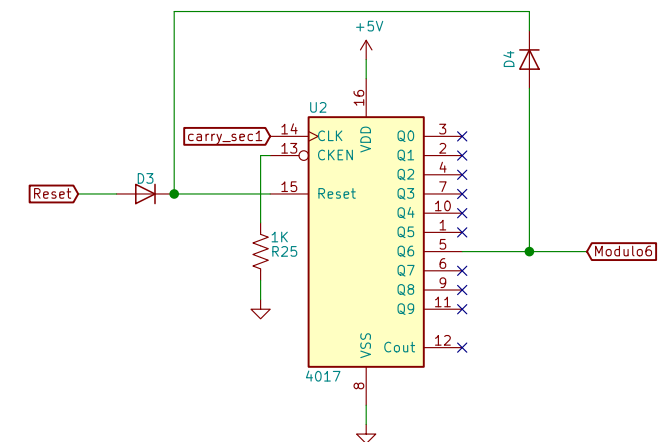 +5V
D4
16
U2
carry_sec1
14
CLK
VDD
Q0
3
13
CKEN
Q1
2
Q2
4
Reset
D3
15
Reset
Q3
7
Q4
10
Q5
1
1K
R25
Q6
5
Modulo6
Q7
6
Q8
9
Q9
11
VSS
Cout
12
4017
8